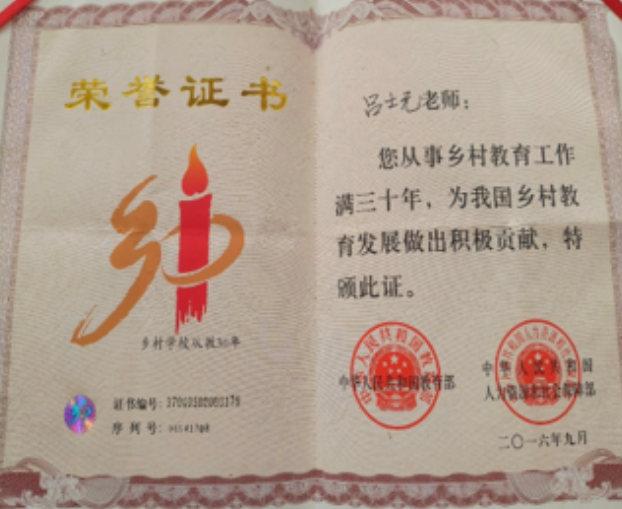 荣誉证书
乡村学校从教30年
证书编号:
序列号:
吕士元老师：
您从事乡村教育工作
满三十年，为我国乡村教
育发展做出积极贡献，特
颁此证。
中华人民共和国教育部
中华人民共和国
人力资源和社会保障部
二〇一六年九月